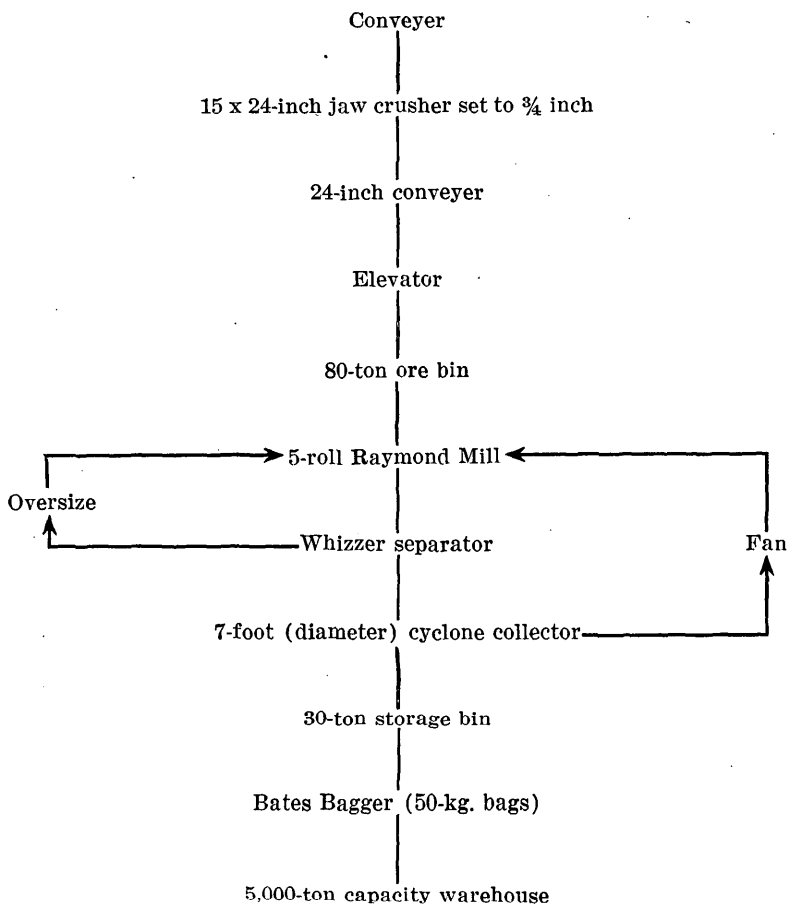 Conveyer
15 x 24-inch jaw crusher set to ¾ inch
24-inch conveyer
Elevator
80-ton ore bin
5-roll Raymond Mill
Oversize
Whizzer separator
Fan
7-foot (diameter) cyclone collector
30-ton storage bin
Bates Bagger (50-kg. bags)
5,000-ton capacity warehouse